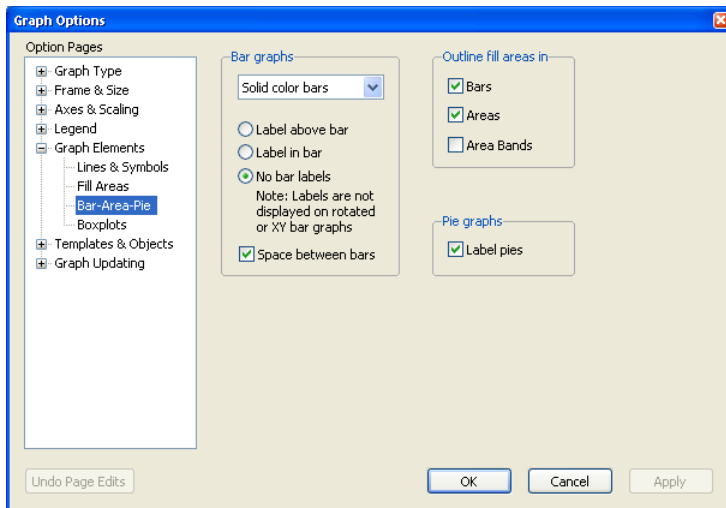 Graph Options
Option Pages
Graph Type
Frame & Size
Axes & Scaling
Legend
Graph Elements
Lines & Symbols
Fill Areas
Bar-Area-Pie
Boxplots
Templates & Objects
Graph Updating
Bar graphs
Solid color bars
Label above bar
Label in bar
No bar labels
Note: Labels are not
displayed on rotated
or XY bar graphs
Space between bars
Outline fill areas in
Bars
Areas
Area Bands
Pie graphs
Label pies
Undo Page Edits
OK
Cancel
Apply